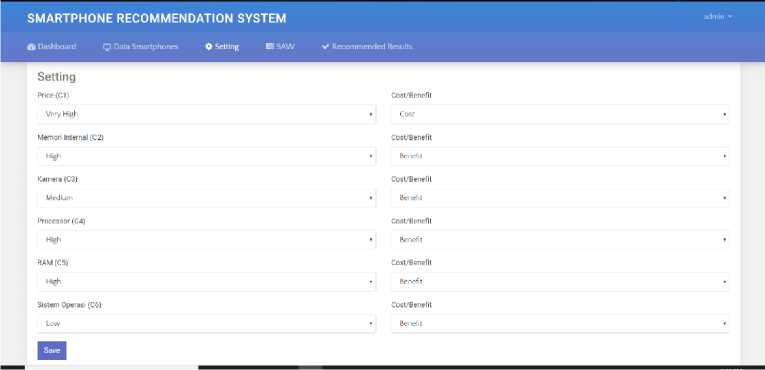 SMARTPHONE RECOMMENDATION SYSTEM
admin
Dashboard Data Smartphones Setting SAW Recommended Results
Setting
Price (C1) Cost/Benefit
Very High Cost
Memori Internal (C2) Cost/Benefit
High Benefit
Kamera (C3) Cost/Benefit
Medium Benefit
Processor (C4) Cost/Benefit
High Benefit
RAM (C5) Cost/Benefit
High Benefit
Sistem Operasi (C6) Cost/Benefit
Low Benefit
Save